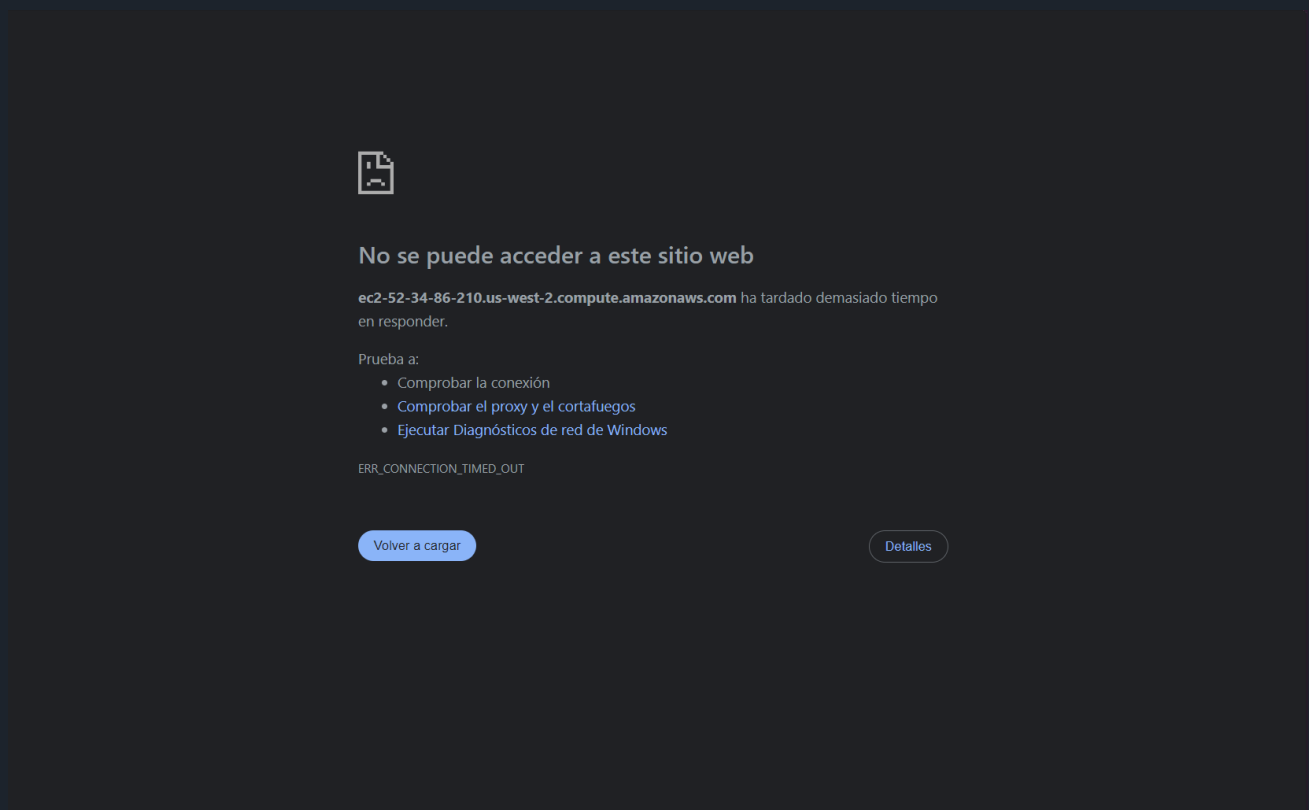 No se puede acceder a este sitio web
ec2-52-34-86-210.us-west-2.compute.amazonaws.com ha tardado demasiado tiempo
en responder.
Prueba a:
• Comprobar la conexión
• Comprobar el proxy y el cortafuegos
• Ejecutar Diagnósticos de red de Windows
ERR_CONNECTION_TIMED_OUT
Volver a cargar
Detalles